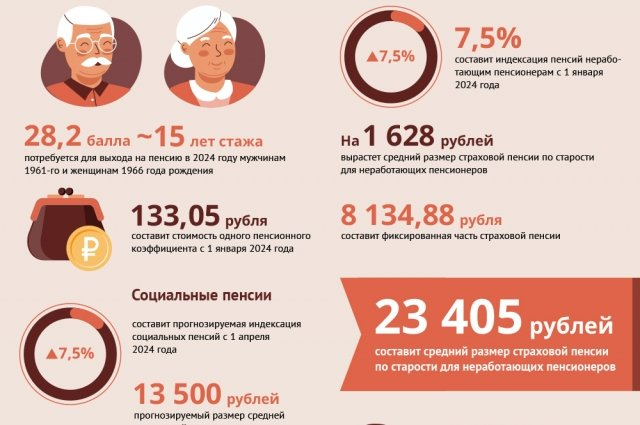 28,2 балла ~15 лет стажа
потребуется для выхода на пенсию в 2024 году мужчинам
1961-го и женщинам 1966 года рождения
133,05 рубля
составит стоимость одного пенсионного
коэффициента с 1 января 2024 года
Социальные пенсии
▲7,5%
составит прогнозируемая индексация
социальных пенсий с 1 апреля
2024 года
13 500 рублей
прогнозируемый размер средней
▲7,5%
7,5%
составит индексация пенсий нерабо-
тающим пенсионерам с 1 января
2024 года
На 1 628 рублей
вырастет средний размер страховой пенсии по старости
для неработающих пенсионеров
8 134,88 рубля
составит фиксированная часть страховой пенсии
23 405 рублей
составит средний размер страховой пенсии
по старости для неработающих пенсионеров